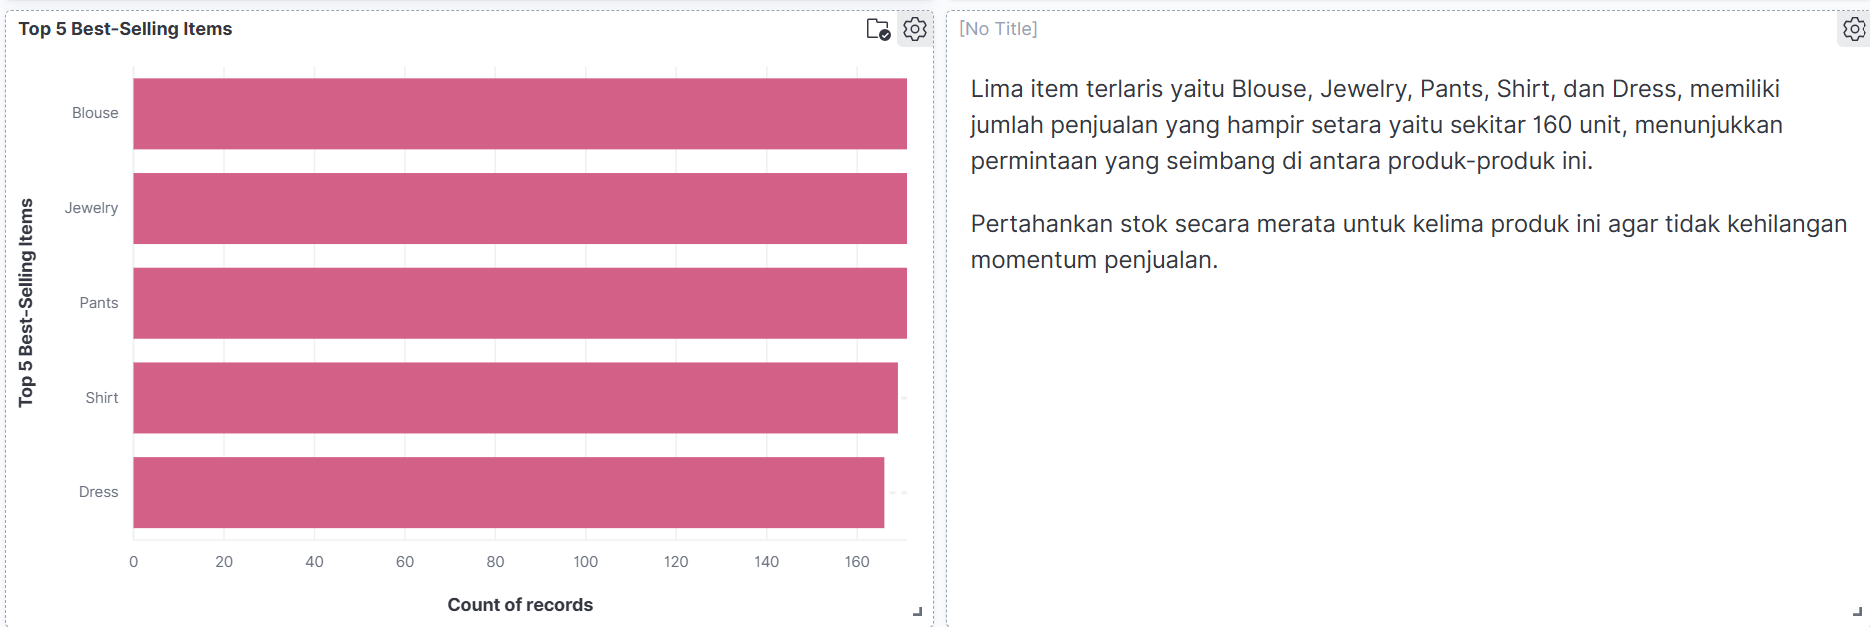 Top 5 Best-Selling Items
Top 5 Best-Selling Items
Blouse
Jewelry
Pants
Shirt
Dress
0 20 40 60 80 100 120 140 160
Count of records
[No Title]
Lima item terlaris yaitu Blouse, Jewelry, Pants, Shirt, dan Dress, memiliki
jumlah penjualan yang hampir setara yaitu sekitar 160 unit, menunjukkan
permintaan yang seimbang di antara produk-produk ini.
Pertahankan stok secara merata untuk kelima produk ini agar tidak kehilangan
momentum penjualan.